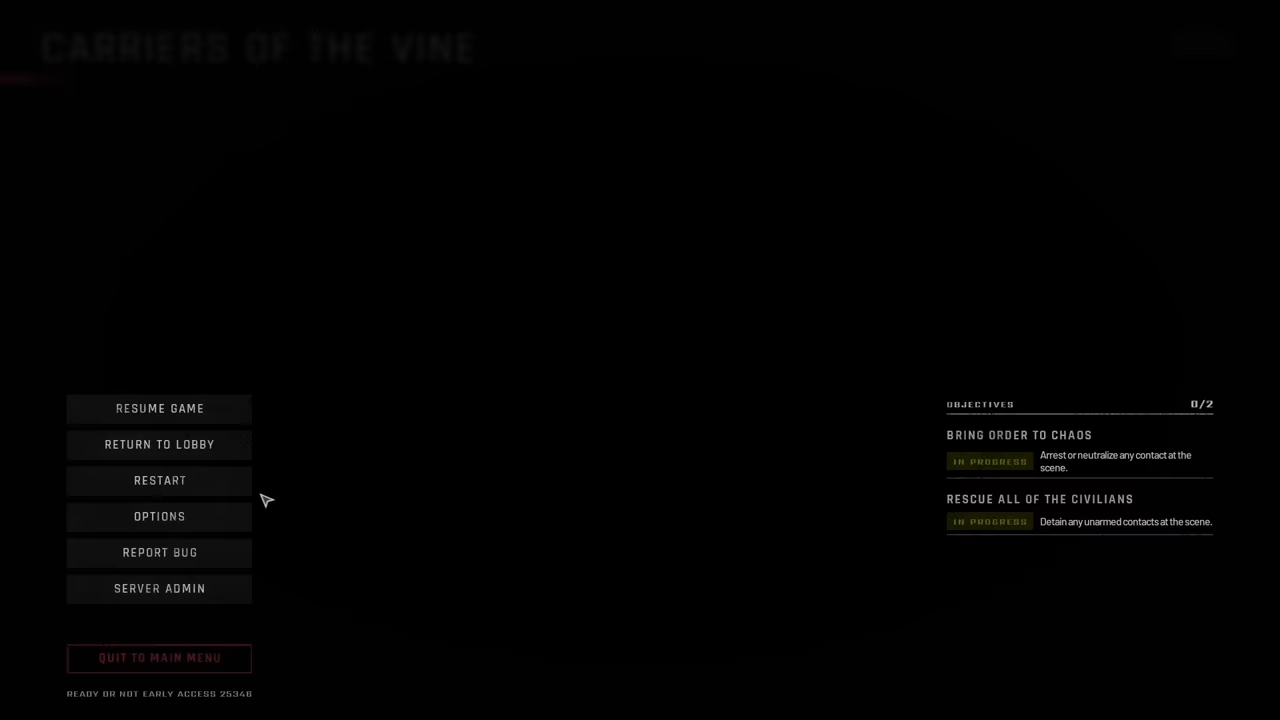 CARRIERS OF THE VINE
RESUME GAME
RETURN TO LOBBY
RESTART
OPTIONS
REPORT BUG
SERVER ADMIN
QUIT TO MAIN MENU
READY OR NOT EARLY ACCESS 25346
OBJECTIVES 0/2
BRING ORDER TO CHAOS
IN PROGRESS Arrest or neutralize any contact at the
scene.
RESCUE ALL OF THE CIVILIANS
IN PROGRESS Detain any unarmed contacts at the scene.